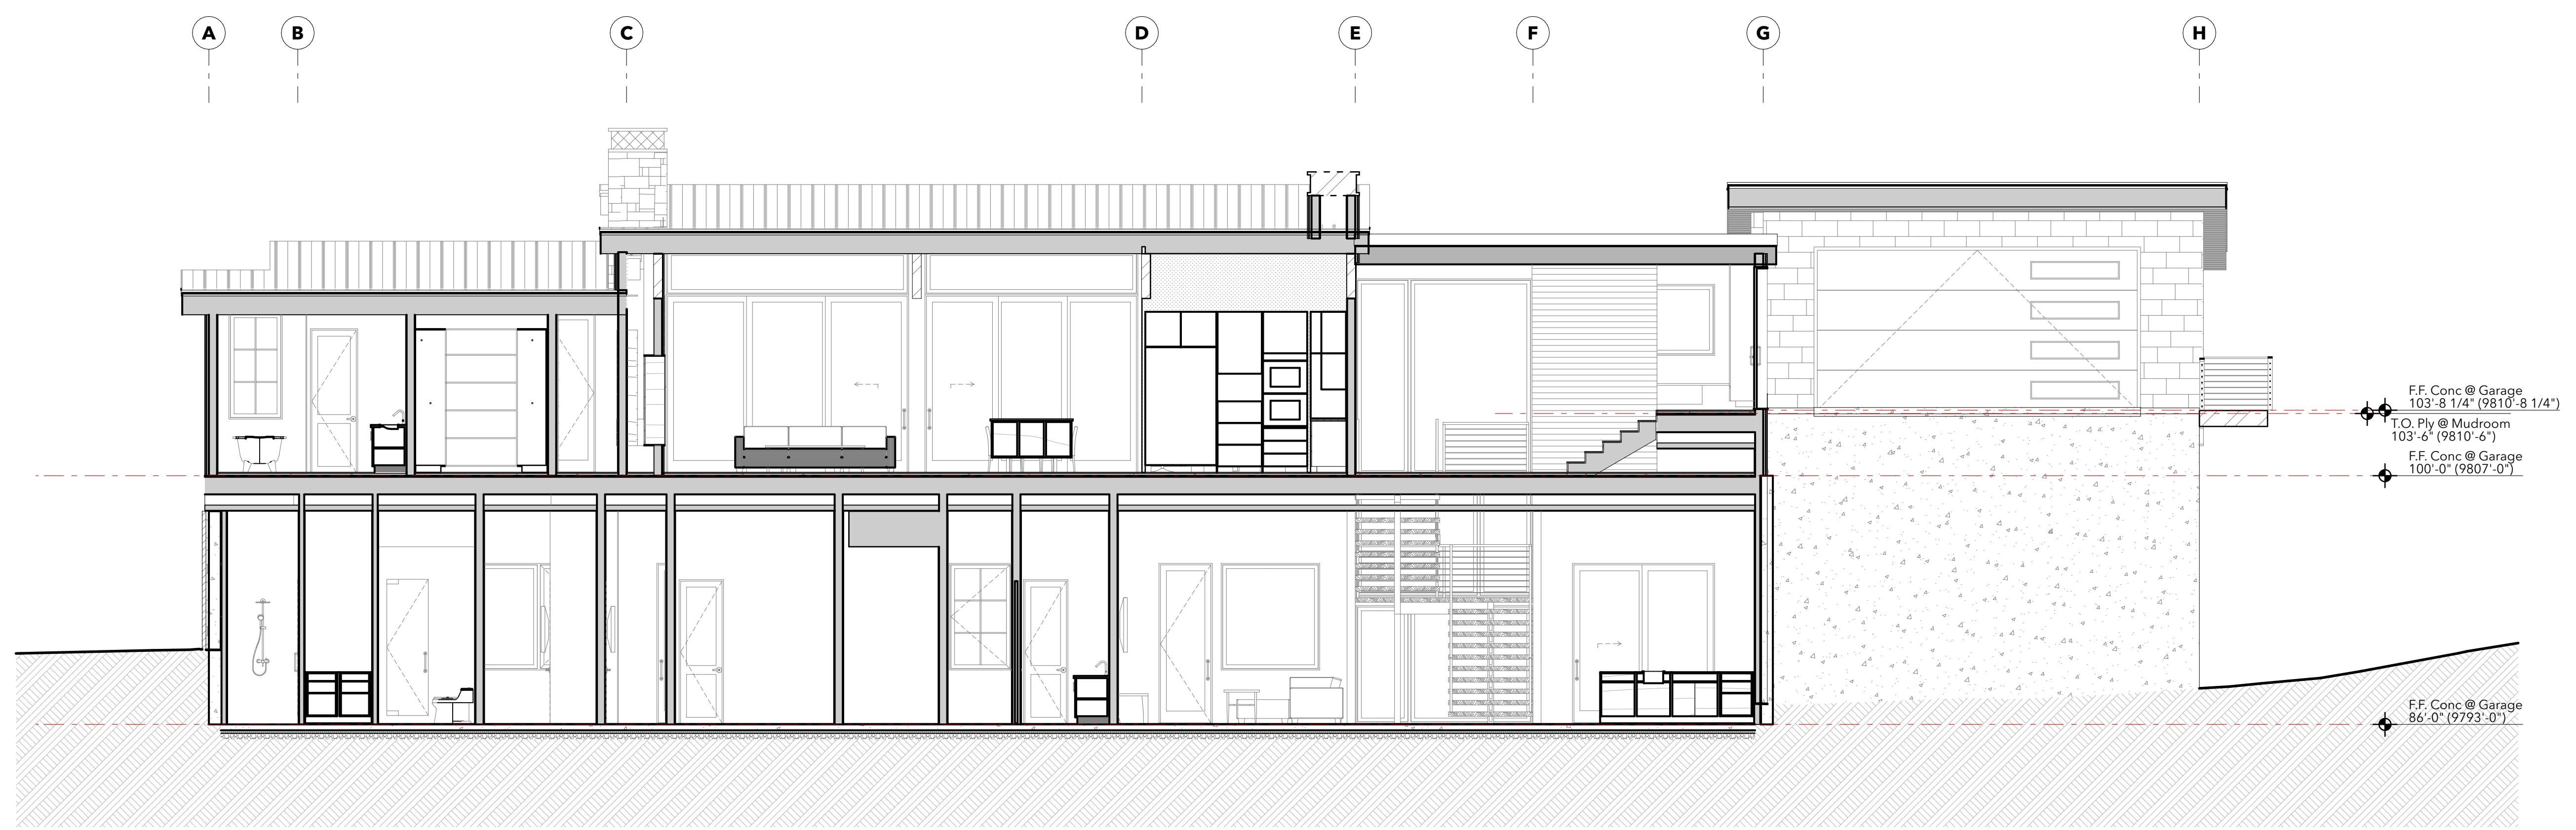 A B C D E F G H
F.F. Conc @ Garage
103'-8 1/4" (9810'-8 1/4")
T.O. Ply @ Mudroom
103'-6" (9810'-6")
F.F. Conc @ Garage
100'-0" (9807'-0")
F.F. Conc @ Garage
86'-0" (9793'-0")